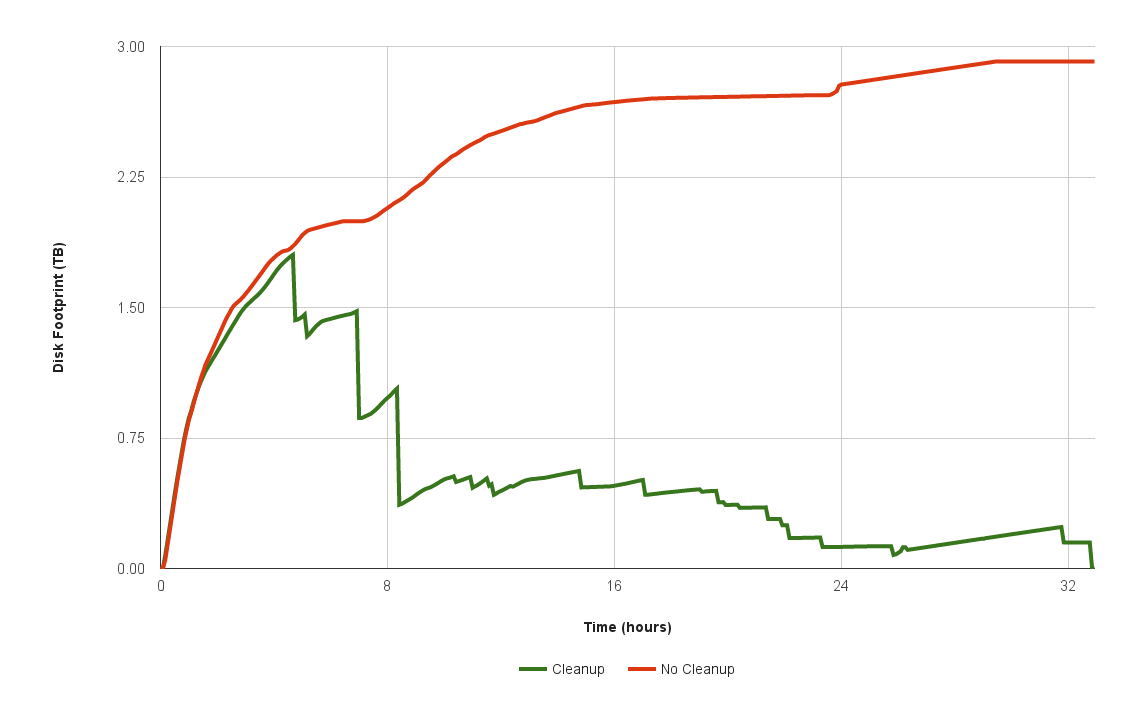 3.00
2.25
1.50
0.75
0.00
Disk Footprint (TB)
0 8 16 24 32
Time (hours)
Cleanup No Cleanup